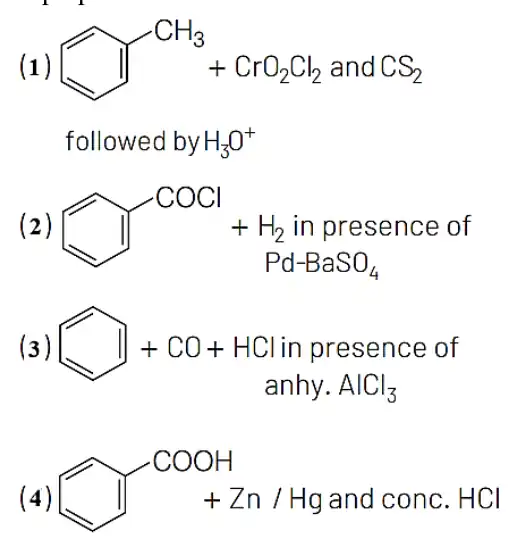 CH₃
(1) + CrO₂Cl₂ and CS₂
followed by H₃O⁺
COCl
(2) + H₂ in presence of
Pd-BaSO₄
(3) + CO + HCl in presence of
anhy. AlCl₃
COOH
(4) + Zn / Hg and conc. HCl